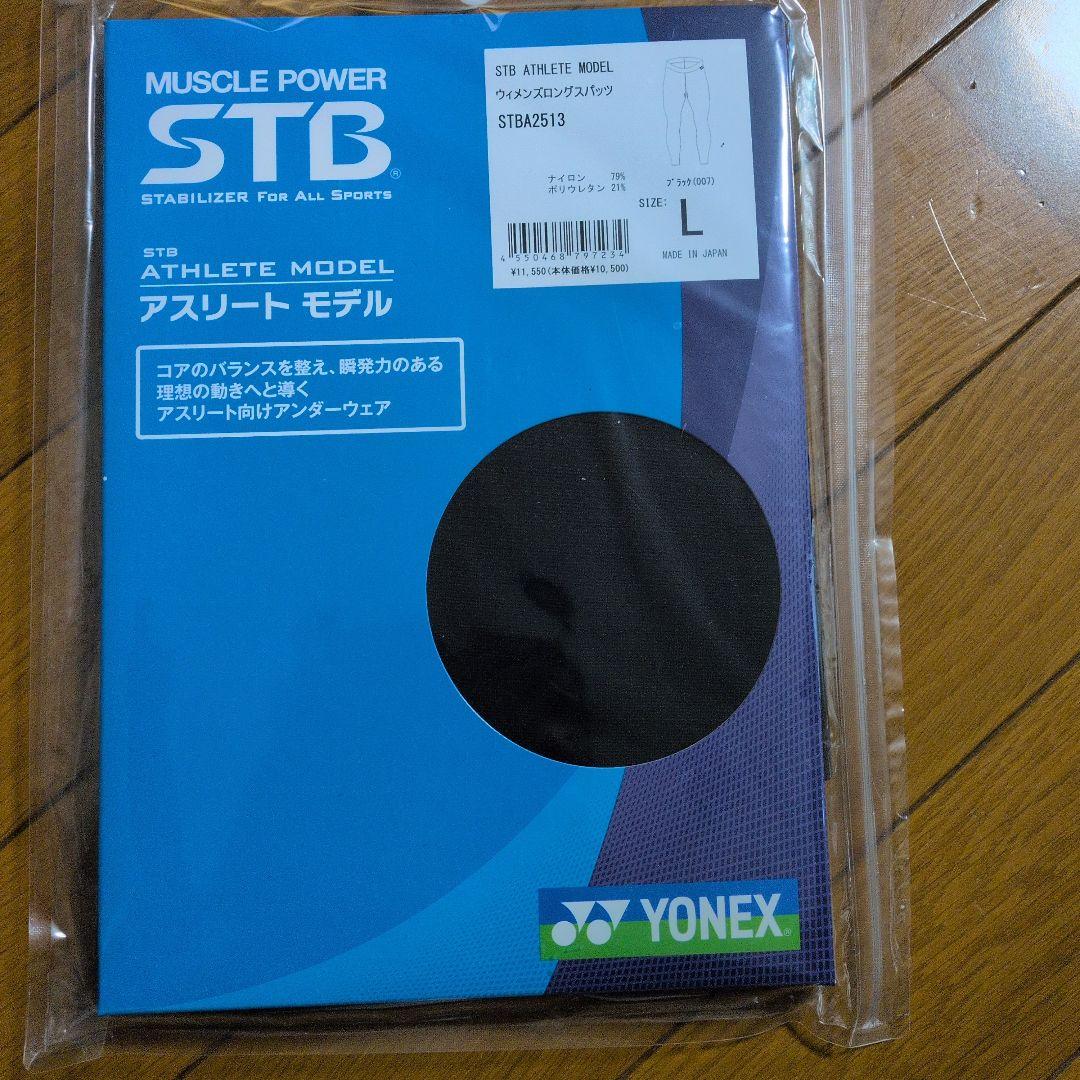 MUSCLE POWER
STB®
STABILIZER FOR ALL SPORTS
STB
ATHLETE MODEL
アスリート モデル
コアのバランスを整え、瞬発力のある
理想の動きへと導く
アスリート向けアンダーウェア
STB ATHLETE MODEL
ウィメンズロングスパッツ
STBA2513
ナイロン 79%
ポリウレタン 21%
ブラック(007)
SIZE: L
4 550468 797234
MADE IN JAPAN
¥11,550(本体価格¥10,500)
YONEX®